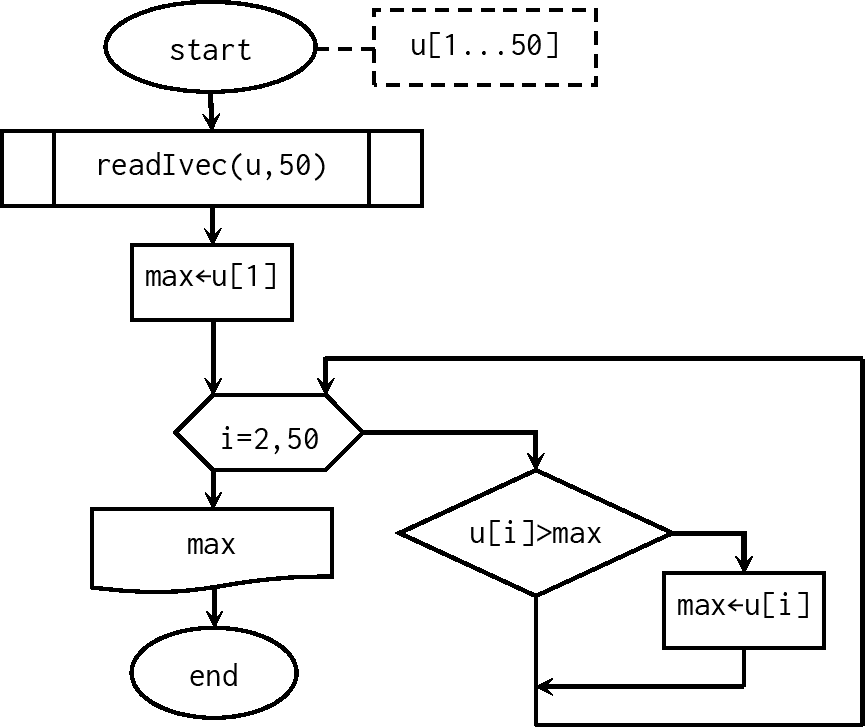 start
u[1...50]
readIvec(u,50)
max←u[1]
i=2,50
u[i]>max
max
max←u[i]
end